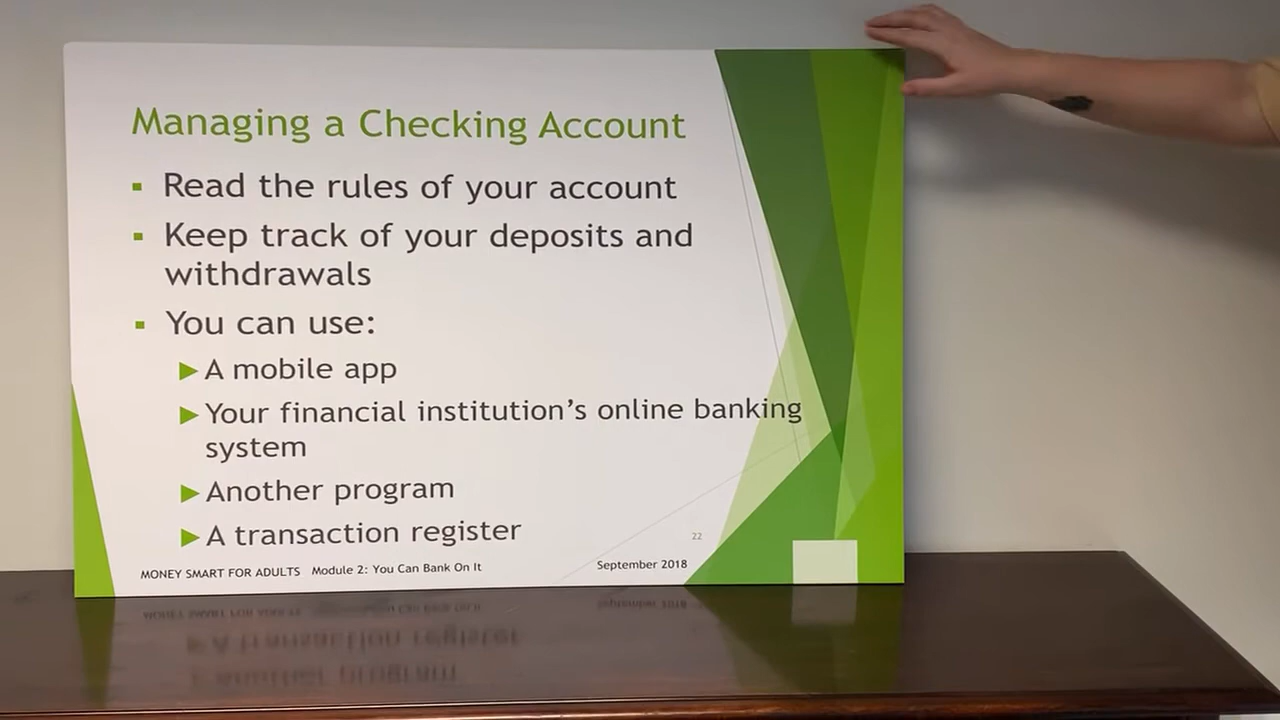 Managing a Checking Account
▪ Read the rules of your account
▪ Keep track of your deposits and
withdrawals
▪ You can use:
▶ A mobile app
▶ Your financial institution's online banking
system
▶ Another program
▶ A transaction register
22
MONEY SMART FOR ADULTS Module 2: You Can Bank On It
September 2018